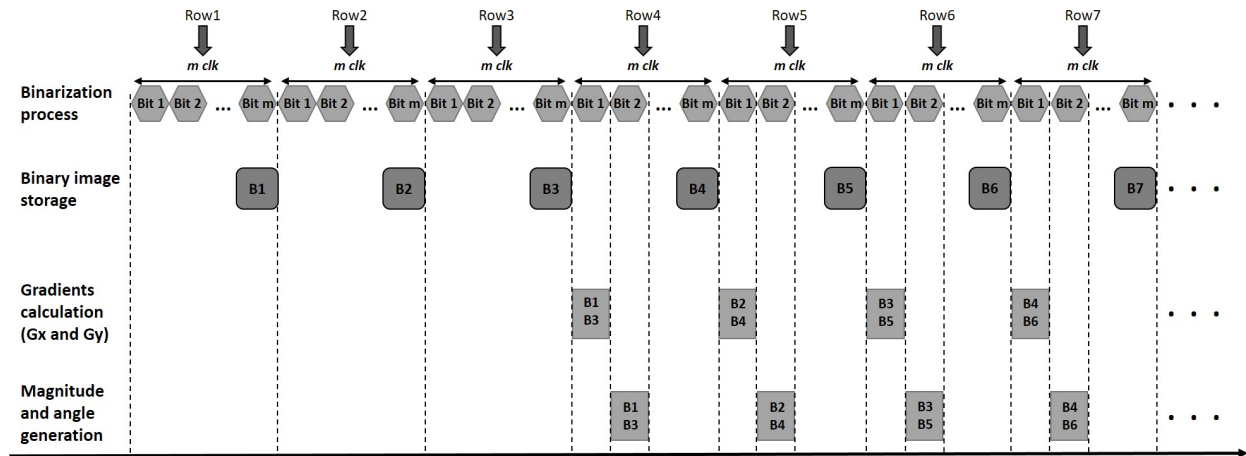 Row1 Row2 Row3 Row4 Row5 Row6 Row7
m clk m clk m clk m clk m clk m clk m clk
Binarization
process
Bit 1 Bit 2 ... Bit m Bit 1 Bit 2 ... Bit m Bit 1 Bit 2 ... Bit m Bit 1 Bit 2 ... Bit m Bit 1 Bit 2 ... Bit m Bit 1 Bit 2 ... Bit m Bit 1 Bit 2 ... Bit m . . .
Binary image
storage
B1 B2 B3 B4 B5 B6 B7 . . .
Gradients
calculation
(Gx and Gy)
B1 B2 B3 B4
B3 B4 B5 B6 . . .
Magnitude
and angle
generation
B1 B2 B3 B4
B3 B4 B5 B6 . . .